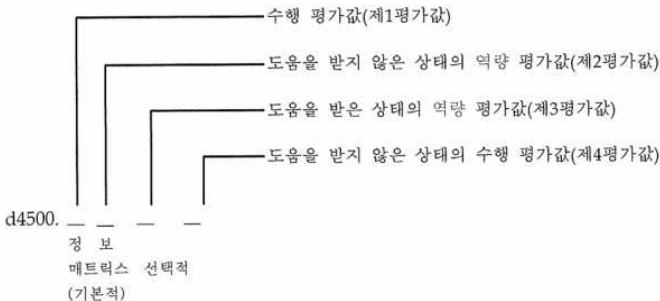 수행 평가값(제1평가값)
도움을 받지 않은 상태의 역량 평가값(제2평가값)
도움을 받은 상태의 역량 평가값(제3평가값)
도움을 받지 않은 상태의 수행 평가값(제4평가값)
d4500. _ _ _ _
정 보
매트릭스 선택적
(기본적)